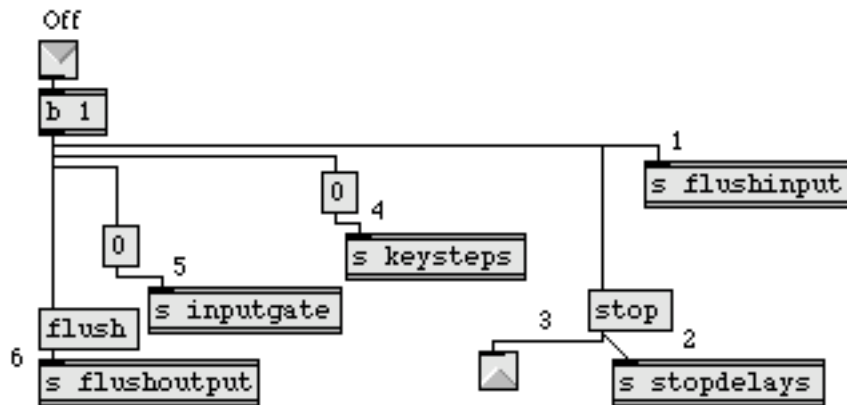 Off
b 1
1
s flushinput
0
4
s keysteps
0
5
s inputgate
stop
3
2
flush
6
s flushoutput
s stopdelays